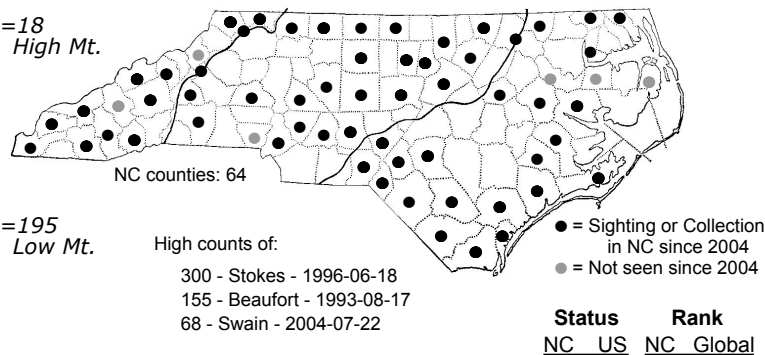 =18
High Mt.
NC counties: 64
=195
Low Mt.
High counts of:
300 - Stokes - 1996-06-18
155 - Beaufort - 1993-08-17
68 - Swain - 2004-07-22
= Sighting or Collection
in NC since 2004
= Not seen since 2004
Status Rank
NC US NC Global